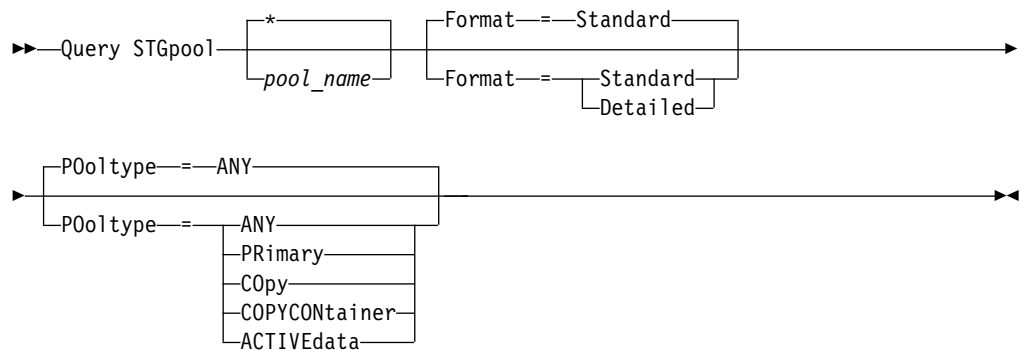 * Format = Standard
Query STGpool
pool_name Format = Standard
Detailed
POoltype = ANY
POoltype = ANY
PRimary
COpy
COPYCONtainer
ACTIVEdata